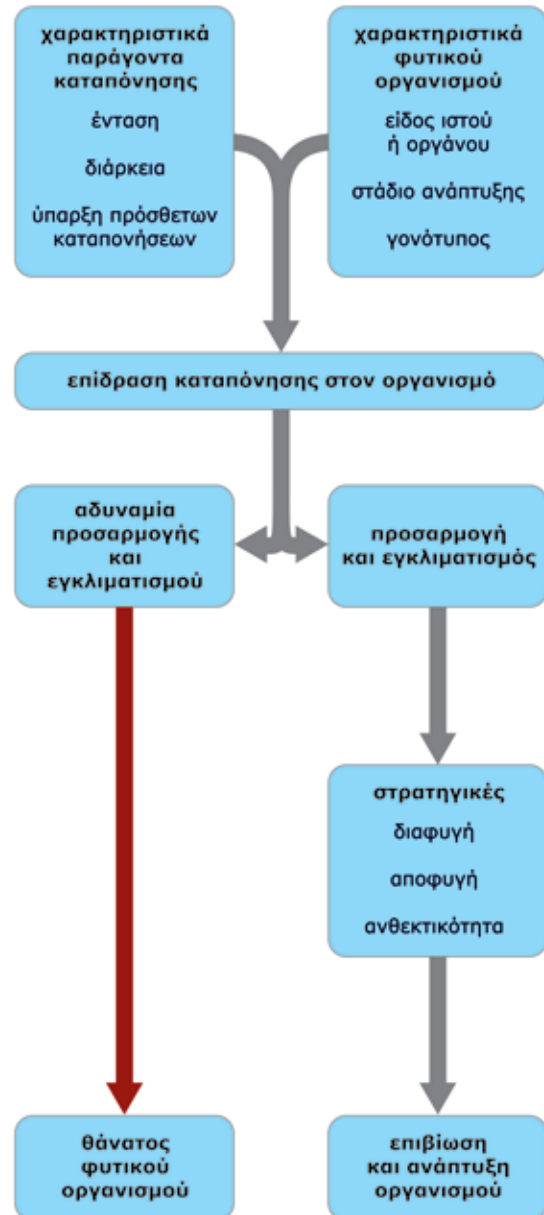 χαρακτηριστικά
παράγοντα
καταπόνησης
ένταση
διάρκεια
ύπαρξη πρόσθετων
καταπονήσεων
χαρακτηριστικά
φυτικού
οργανισμού
είδος ιστού
ή οργάνου
στάδιο ανάπτυξης
γονότυπος
επίδραση καταπόνησης στον οργανισμό
αδυναμία
προσαρμογής
και
εγκλιματισμού
προσαρμογή
και εγκλιματισμός
στρατηγικές
διαφυγή
αποφυγή
ανθεκτικότητα
θάνατος
φυτικού
οργανισμού
επιβίωση
και ανάπτυξη
οργανισμού